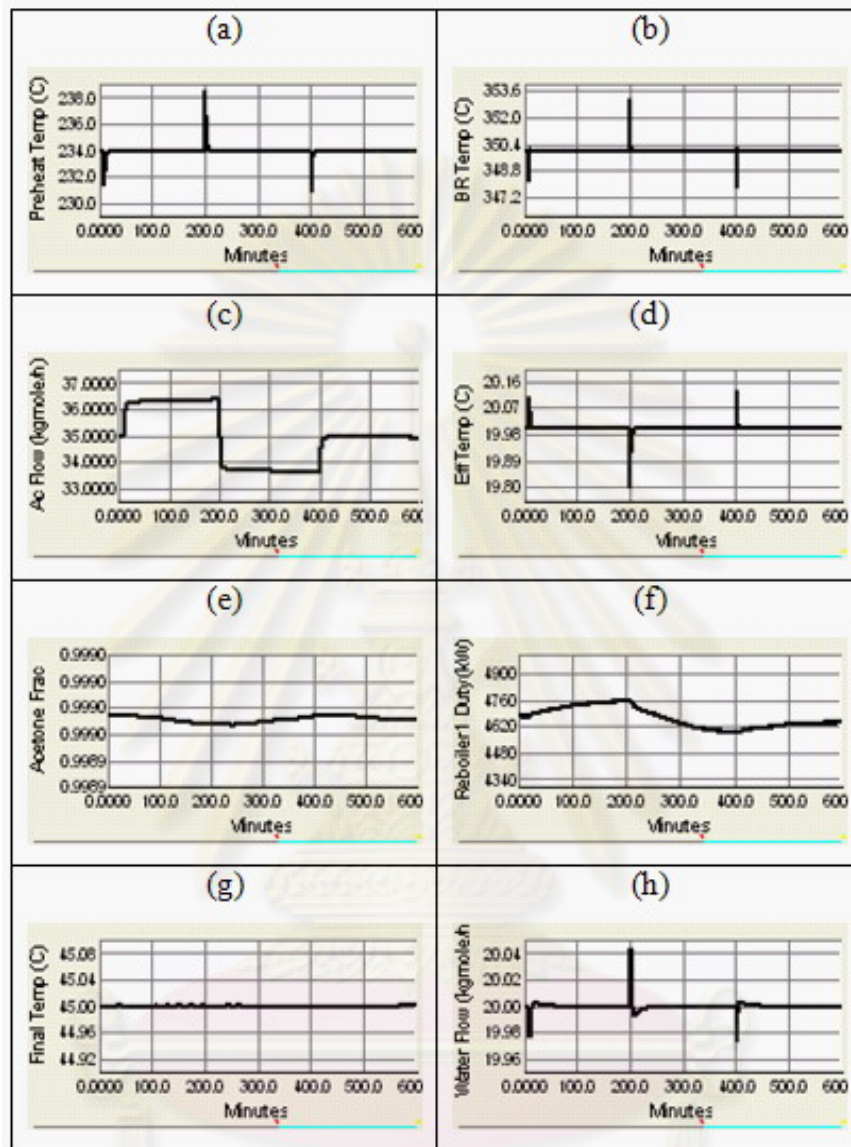 (a)
Preheat Temp (C)
238.0
236.0
234.0
232.0
230.0
0.0000 100.0 200.0 300.0 400.0 500.0 600
Minutes
(b)
BR Temp (C)
353.6
352.0
350.4
348.8
347.2
0.0000 100.0 200.0 300.0 400.0 500.0 600
Minutes
(c)
Ac Flow (kgmole/h)
37.0000
36.0000
35.0000
34.0000
33.0000
0.0000 100.0 200.0 300.0 400.0 500.0 600
Minutes
(d)
Eff Temp (C)
20.16
20.07
19.98
19.89
19.80
0.0000 100.0 200.0 300.0 400.0 500.0 600
Minutes
(e)
Acetone Frac
0.9990
0.9990
0.9990
0.9990
0.9989
0.9989
0.0000 100.0 200.0 300.0 400.0 500.0 600
Minutes
(f)
Reboiler1 Duty(kW)
4900
4760
4620
4480
4340
0.0000 100.0 200.0 300.0 400.0 500.0 600
Minutes
(g)
Final Temp (C)
45.08
45.04
45.00
44.96
44.92
0.0000 100.0 200.0 300.0 400.0 500.0 600
Minutes
(h)
Water Flow (kgmole/h
20.04
20.02
20.00
19.98
19.96
0.0000 100.0 200.0 300.0 400.0 500.0 600
Minutes